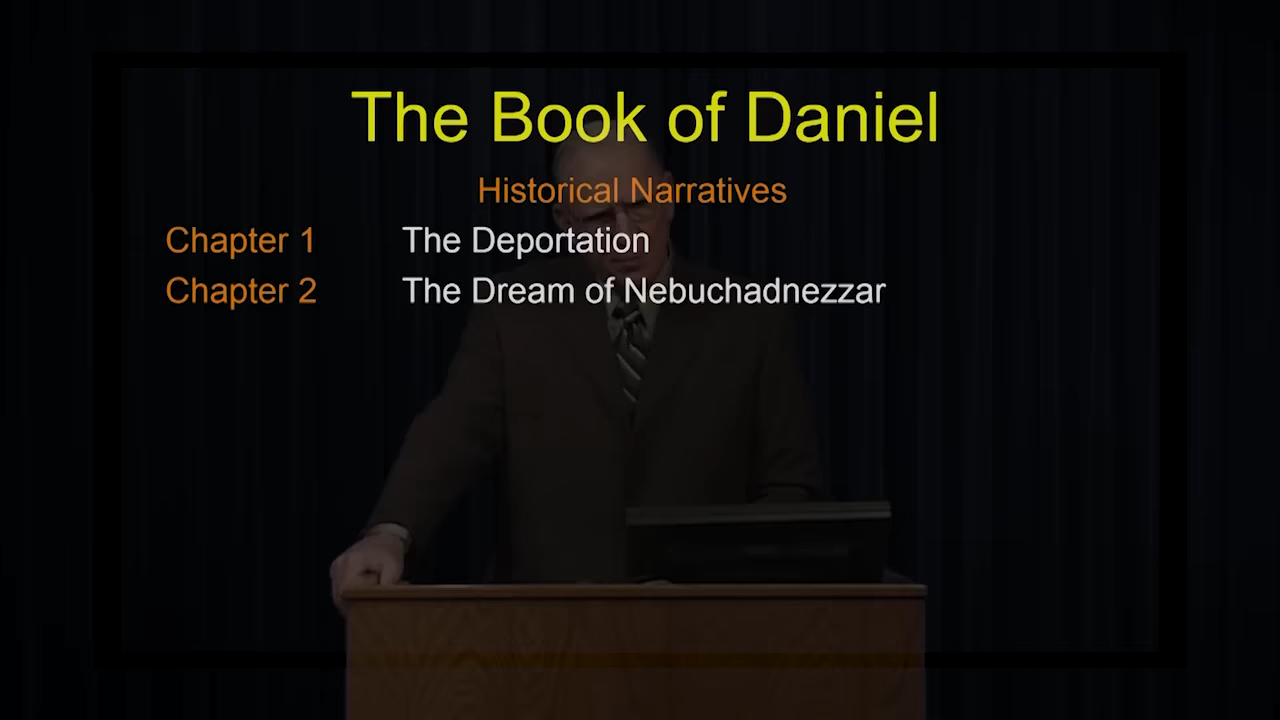 The Book of Daniel
Historical Narratives
Chapter 1 The Deportation
Chapter 2 The Dream of Nebuchadnezzar